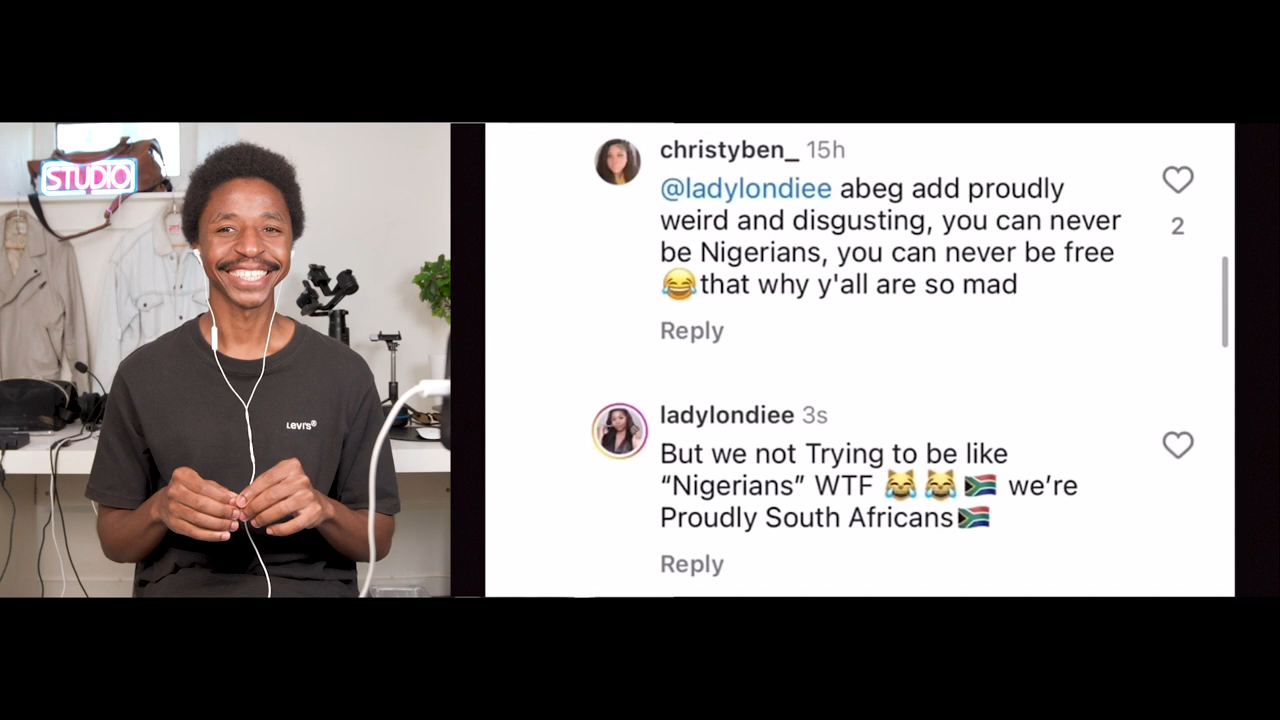 STUDIO
Levi's®
christyben_ 15h
@ladylondiee abeg add proudly
weird and disgusting, you can never
be Nigerians, you can never be free
😂that why y'all are so mad
2
Reply
ladylondiee 3s
But we not Trying to be like
“Nigerians” WTF 😹 😹 🇿🇦 we’re
Proudly South Africans🇿🇦
Reply